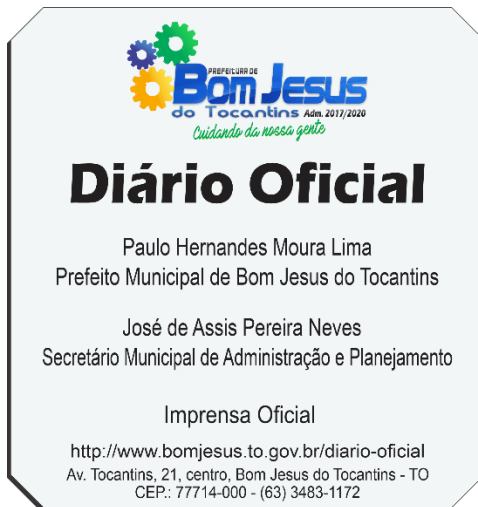 PREFEITURA DE
Bom Jesus
do Tocantins Adm. 2017/2020
Cuidando da nossa gente
Diário Oficial
Paulo Hernandes Moura Lima
Prefeito Municipal de Bom Jesus do Tocantins
José de Assis Pereira Neves
Secretário Municipal de Administração e Planejamento
Imprensa Oficial
http://www.bomjesus.to.gov.br/diario-oficial
Av. Tocantins, 21, centro, Bom Jesus do Tocantins - TO
CEP.: 77714-000 - (63) 3483-1172